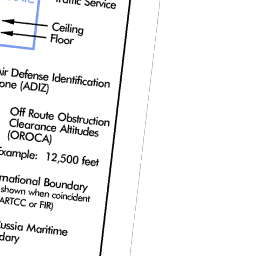 Traffic Service
Ceiling
Floor
Air Defense Identification
one (ADIZ)
Off Route Obstruction
Clearance Altitudes
(OROCA)
Example: 12,500 feet
rnational Boundary
shown when coincident
ARTCC or FIR)
ussia Maritime
dary